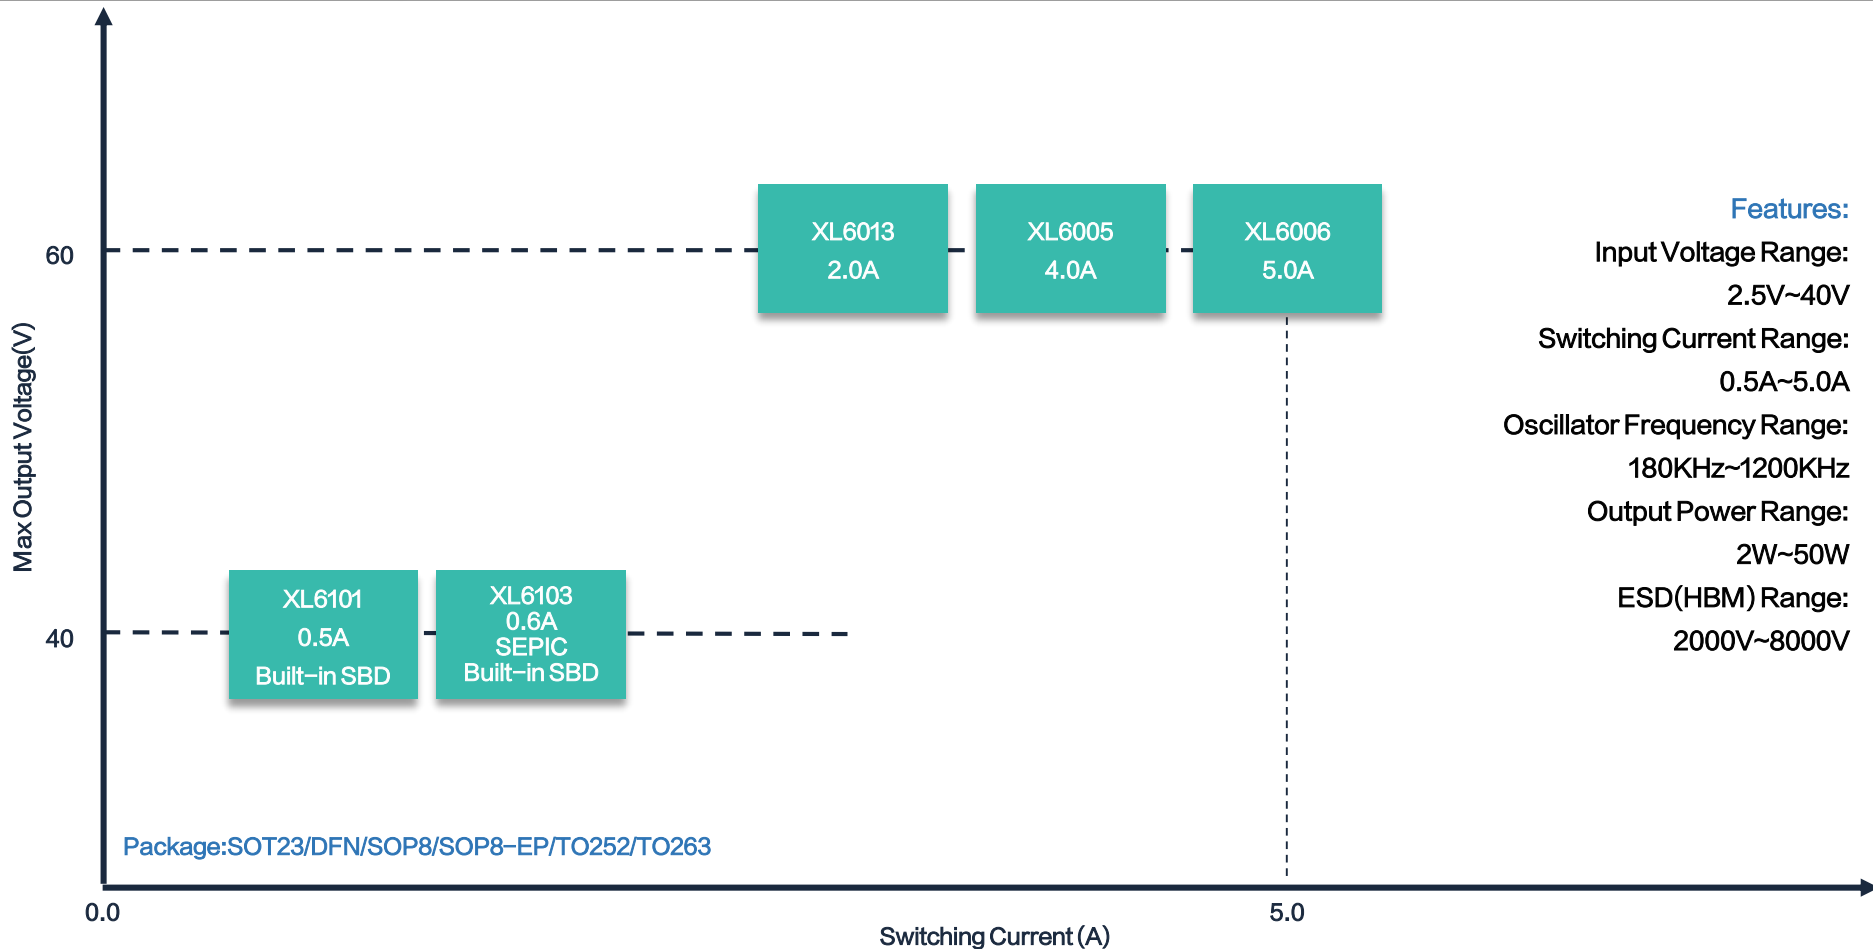 Max Output Voltage(V)
60
40
XL6013
2.0A
XL6005
4.0A
XL6006
5.0A
XL6101
0.5A
Built-in SBD
XL6103
0.6A
SEPIC
Built-in SBD
Features:
Input Voltage Range:
2.5V~40V
Switching Current Range:
0.5A~5.0A
Oscillator Frequency Range:
180KHz~1200KHz
Output Power Range:
2W~50W
ESD(HBM) Range:
2000V~8000V
Package:SOT23/DFN/SOP8/SOP8-EP/TO252/TO263
0.0
5.0
Switching Current (A)